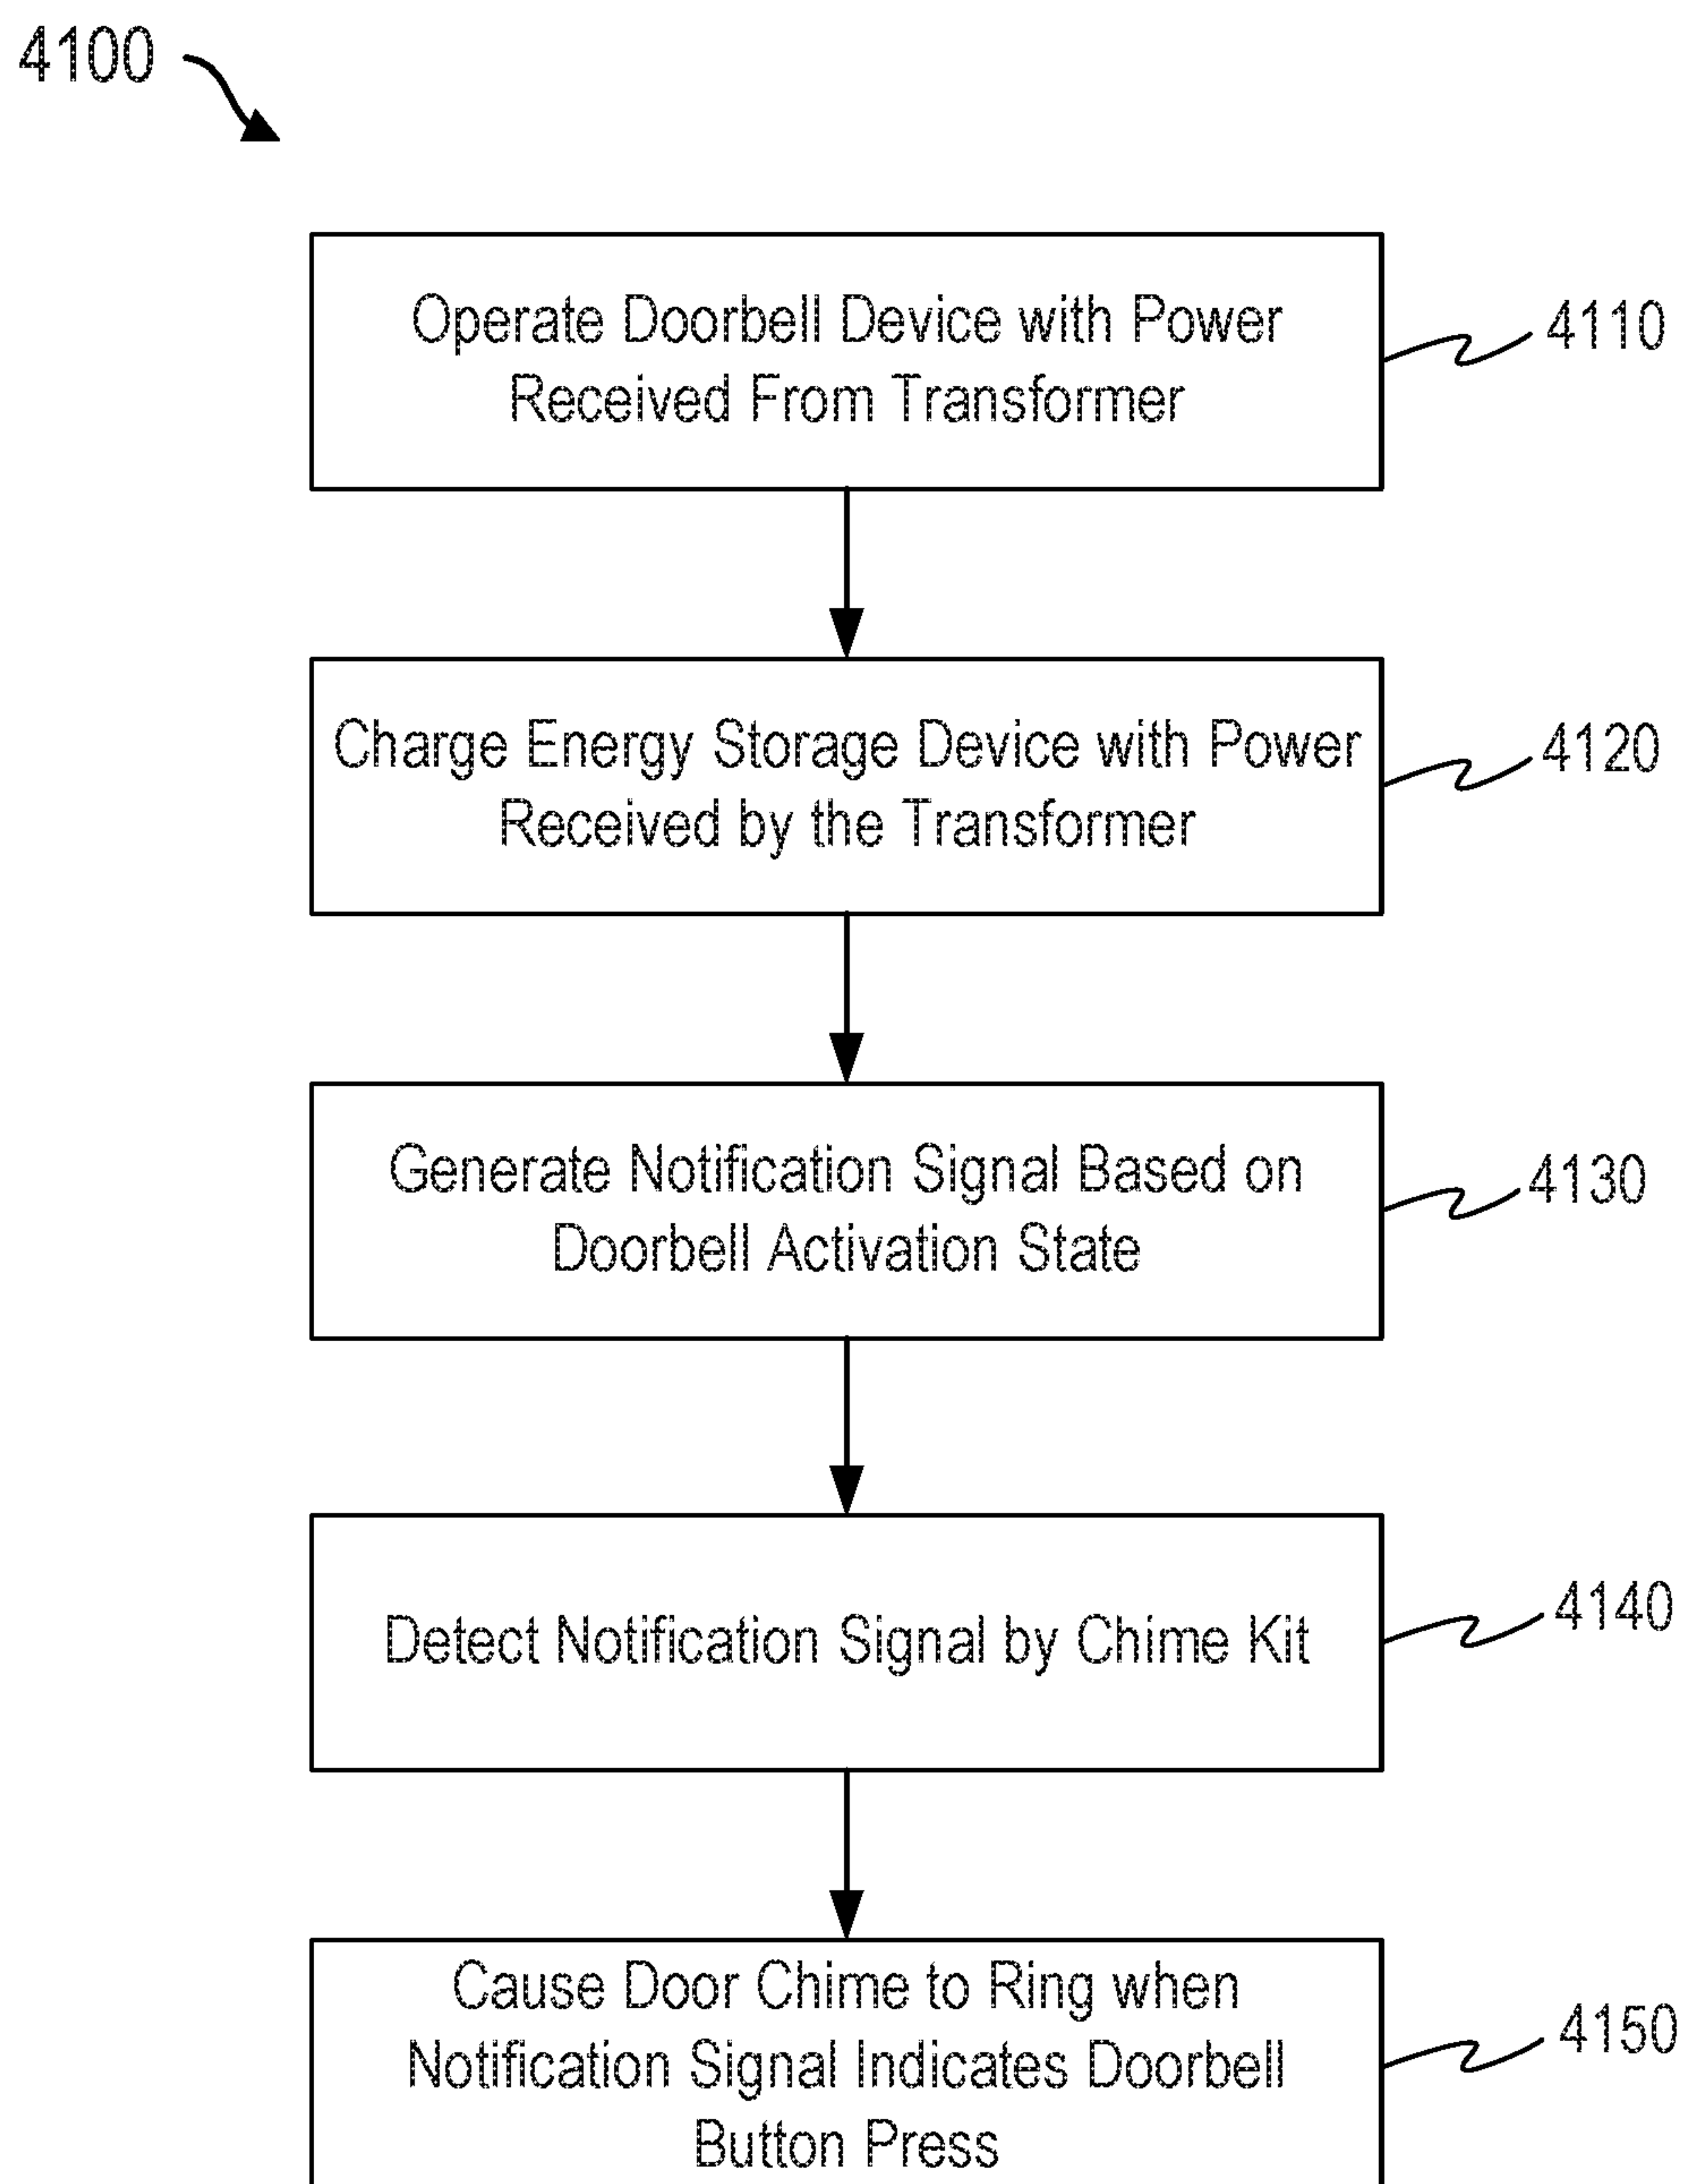 4100
Operate Doorbell Device with Power
Received From Transformer
4110
Charge Energy Storage Device with Power
Received by the Transformer
4120
Generate Notification Signal Based on
Doorbell Activation State
4130
Detect Notification Signal by Chime Kit
4140
Cause Door Chime to Ring when
Notification Signal Indicates Doorbell
Button Press
4150